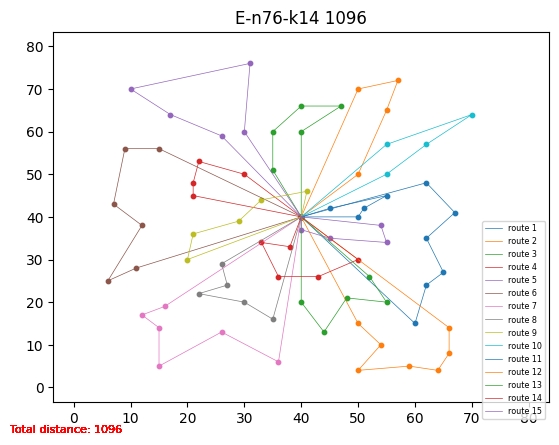 E-n76-k14 1096
80
70
60
50
40
30
20
10
0
0 10 20 30 40 50 60 70 80
route 1
route 2
route 3
route 4
route 5
route 6
route 7
route 8
route 9
route 10
route 11
route 12
route 13
route 14
route 15
Total distance: 1096